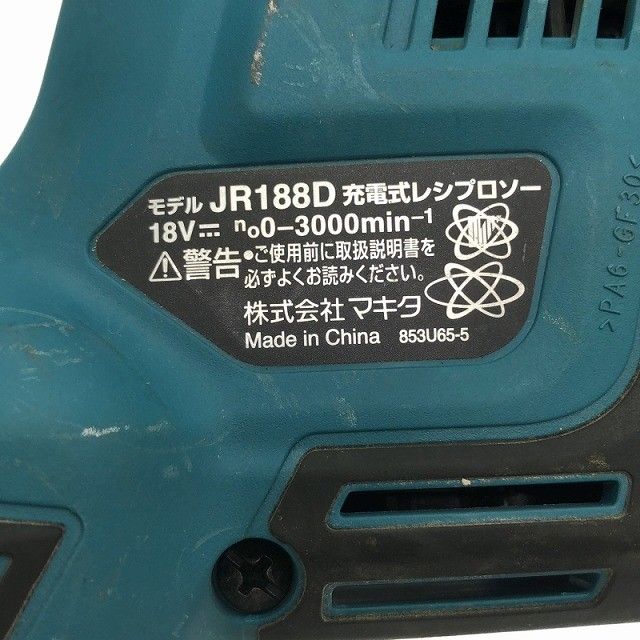 モデル JR188D 充電式レシプロソー
18V⎓ n₀0-3000min⁻¹
⚠警告 •ご使用前に取扱説明書を
必ずよくお読みください。
株式会社マキタ
Made in China 853U65-5
>PA6-GF30<